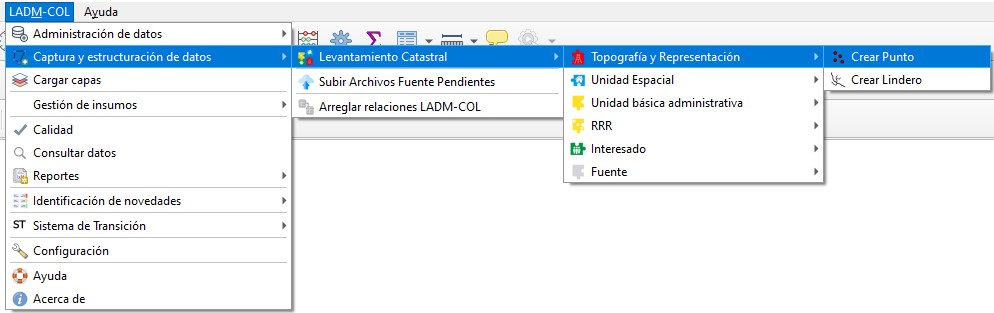 LADM-COL Ayuda
Administración de datos
Captura y estructuración de datos
Cargar capas
Gestión de insumos
Calidad
Consultar datos
Reportes
Identificación de novedades
ST Sistema de Transición
Configuración
Ayuda
Acerca de
Levantamiento Catastral
Subir Archivos Fuente Pendientes
Arreglar relaciones LADM-COL
Topografía y Representación
Unidad Espacial
Unidad básica administrativa
RRR
Interesado
Fuente
Crear Punto
Crear Lindero